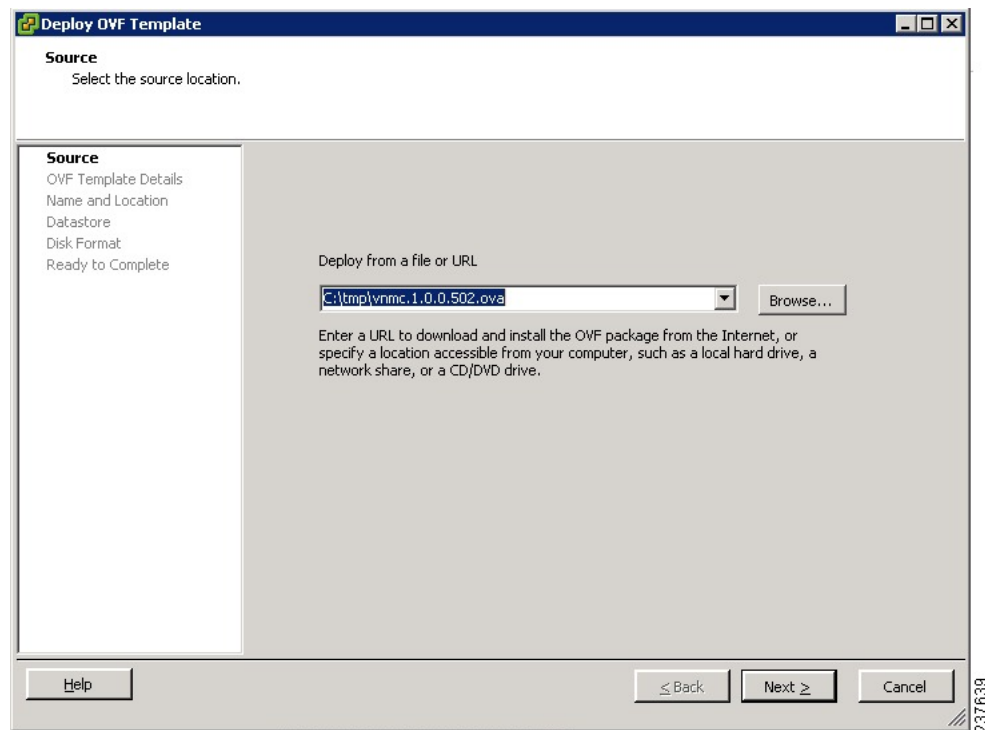 Deploy OVF Template
Source
Select the source location.
Source
OVF Template Details
Name and Location
Datastore
Disk Format
Ready to Complete
Deploy from a file or URL
C:\tmp\vnmc.1.0.0.502.ova
Browse...
Enter a URL to download and install the OVF package from the Internet, or
specify a location accessible from your computer, such as a local hard drive, a
network share, or a CD/DVD drive.
Help
≤ Back
Next ≥
Cancel
237639